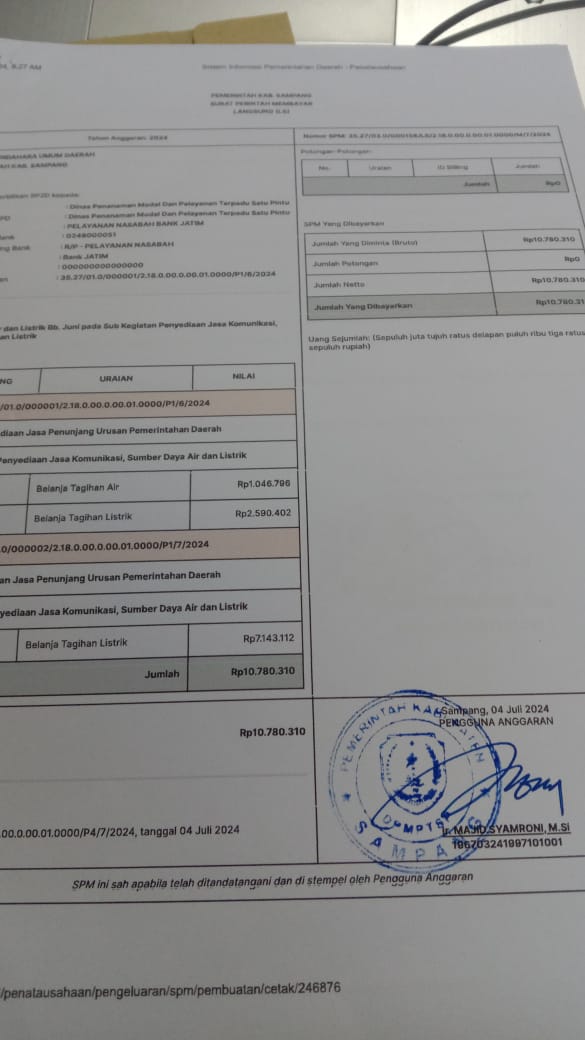 8:27 AM
Sistem Informasi Pemerintahan Daerah - Penatausahaan
PEMERINTAH KAB. SAMPANG
SURAT PERINTAH MEMBAYAR
LANGSUNG (LS)
Tahun Anggaran: 2024
Nomor SPM: 35.27/03.0/000158/LS/2.18.0.00.0.00.01.0000/M/7/2024
NDAHARA UMUM DAERAH
AH KAB. SAMPANG
Potongan-Potongan:
No. Uraian ID Billing Jumlah
Jumlah Rp0
SP2D kepada:
: Dinas Penanaman Modal Dan Pelayanan Terpadu Satu Pintu
PD : Dinas Penanaman Modal Dan Pelayanan Terpadu Satu Pintu
: PELAYANAN NASABAH BANK JATIM
ank : 0248000051
ng Bank : R/P - PELAYANAN NASABAH
: Bank JATIM
: 000000000000000
an : 35.27/01.0/000001/2.18.0.00.0.00.01.0000/P1/6/2024
SPM Yang Dibayarkan
Jumlah Yang Diminta (Bruto) Rp10.780.310
Jumlah Potongan Rp0
Jumlah Netto Rp10.780.310
Jumlah Yang Dibayarkan Rp10.780.31
Uang Sejumlah: (Sepuluh juta tujuh ratus delapan puluh ribu tiga ratus
sepuluh rupiah)
dan Listrik Bb. Juni pada Sub Kegiatan Penyediaan Jasa Komunikasi,
an Listrik
NG URAIAN NILAI
/01.0/000001/2.18.0.00.0.00.01.0000/P1/6/2024
diaan Jasa Penunjang Urusan Pemerintahan Daerah
Penyediaan Jasa Komunikasi, Sumber Daya Air dan Listrik
Belanja Tagihan Air Rp1.046.796
Belanja Tagihan Listrik Rp2.590.402
.0/000002/2.18.0.00.0.00.01.0000/P1/7/2024
an Jasa Penunjang Urusan Pemerintahan Daerah
yediaan Jasa Komunikasi, Sumber Daya Air dan Listrik
Belanja Tagihan Listrik Rp7.143.112
Jumlah Rp10.780.310
Rp10.780.310
Sampang, 04 Juli 2024
PENGGUNA ANGGARAN
PEMERINTAH KABUPATEN
DPMPTSP
SAMPANG
Ir. MAJID SYAMRONI, M.Si
196703241997101001
.00.0.00.01.0000/P4/7/2024, tanggal 04 Juli 2024
SPM ini sah apabila telah ditandatangani dan di stempel oleh Pengguna Anggaran
/penatausahaan/pengeluaran/spm/pembuatan/cetak/246876